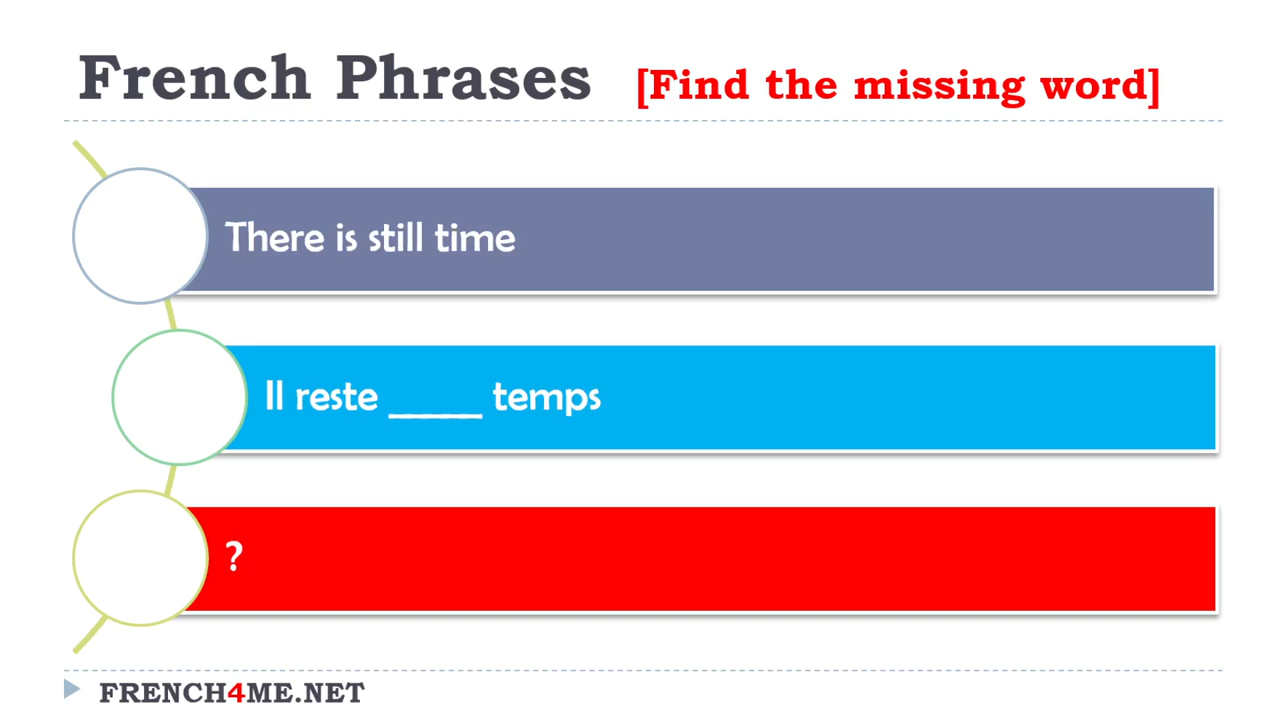 French Phrases [Find the missing word]
There is still time
Il reste _____ temps
?
FRENCH4ME.NET